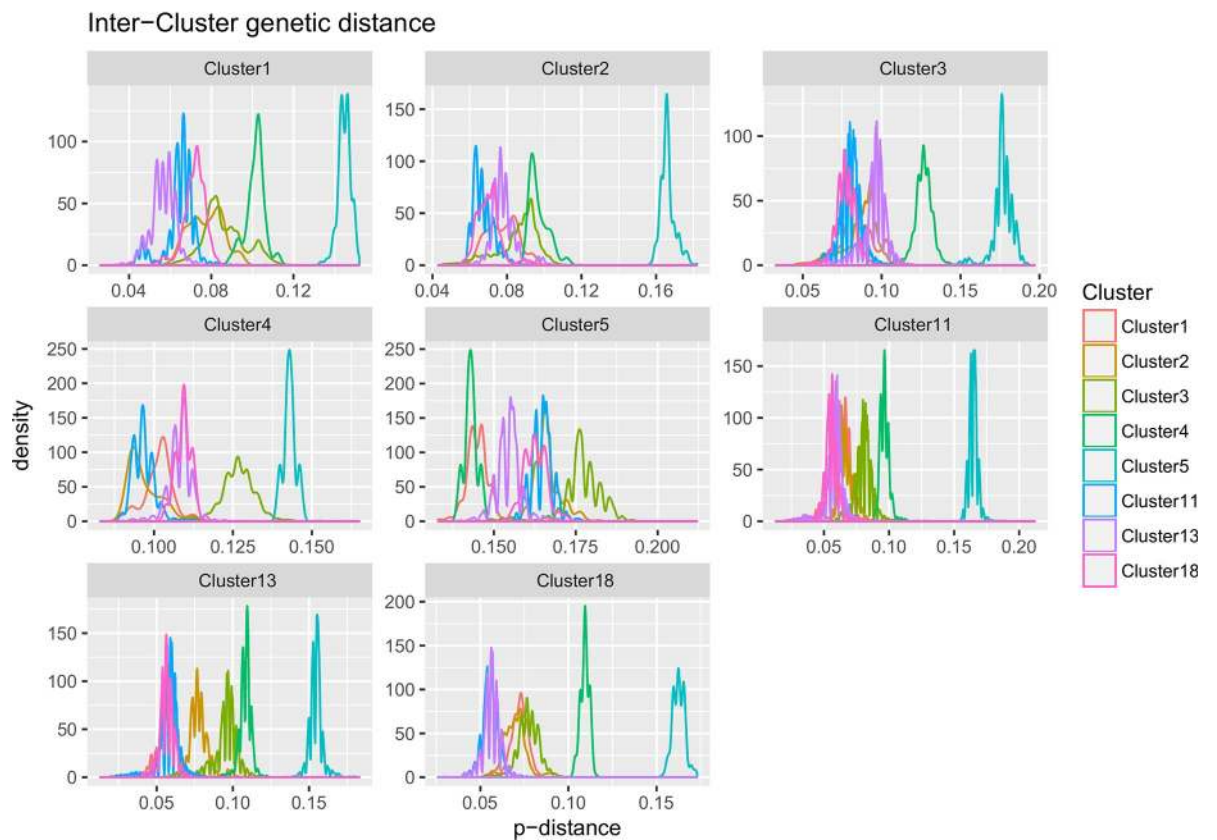 Inter−Cluster genetic distance
Cluster1
Cluster2
Cluster3
100
50
0
0.04 0.08 0.12
150
100
50
0
0.04 0.08 0.12 0.16
150
100
50
0
0.05 0.10 0.15 0.20
Cluster4
Cluster5
Cluster11
250
200
150
100
50
0
0.100 0.125 0.150
250
200
150
100
50
0
0.150 0.175 0.200
150
100
50
0
0.05 0.10 0.15 0.20
Cluster13
Cluster18
150
100
50
0
0.05 0.10 0.15
200
150
100
50
0
0.05 0.10 0.15
density
p−distance
Cluster
Cluster1
Cluster2
Cluster3
Cluster4
Cluster5
Cluster11
Cluster13
Cluster18